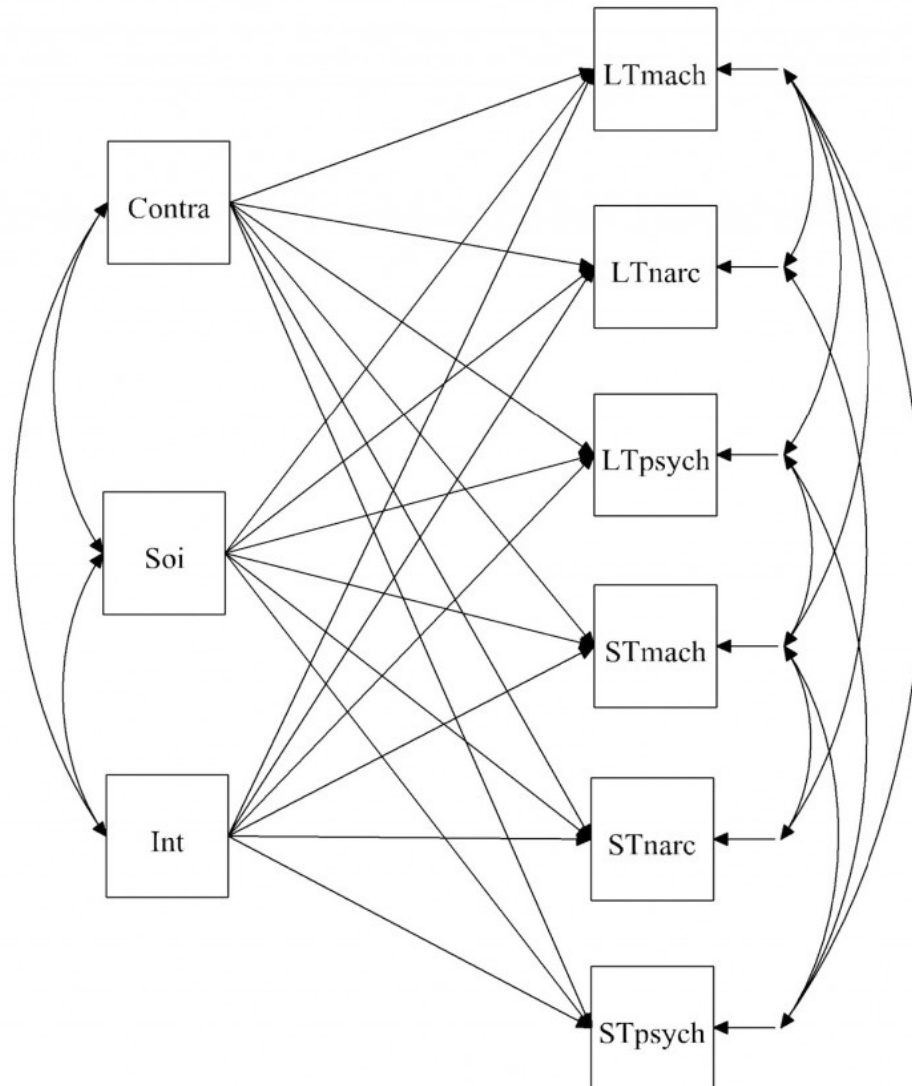 LTmach
Contra
LTnarc
LTpsych
Soi
STmach
Int
STnarc
STpsych